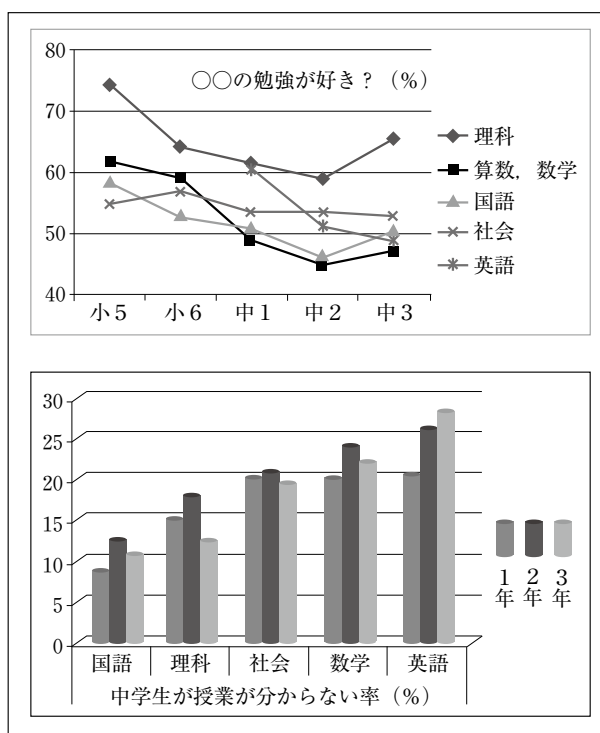 ○○の勉強が好き？（%）
80
70
60
50
40
小５ 小６ 中１ 中２ 中３
理科
算数，数学
国語
社会
英語
30
25
20
15
10
5
0
国語 理科 社会 数学 英語
中学生が授業が分からない率（%）
１年 ２年 ３年